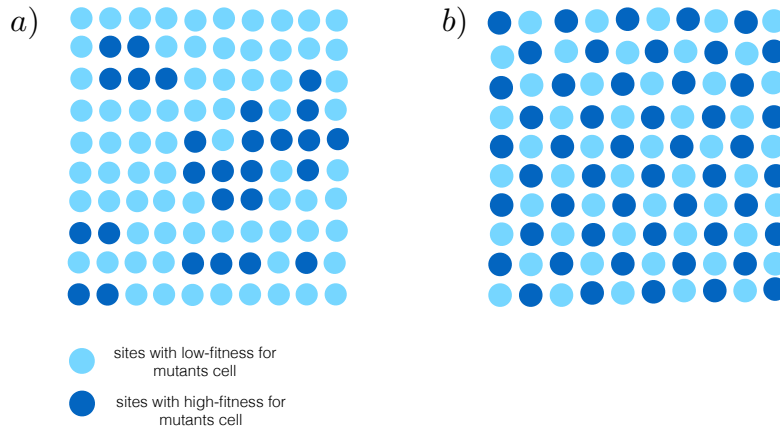 a)
b)
sites with low-fitness for
mutants cell
sites with high-fitness for
mutants cell